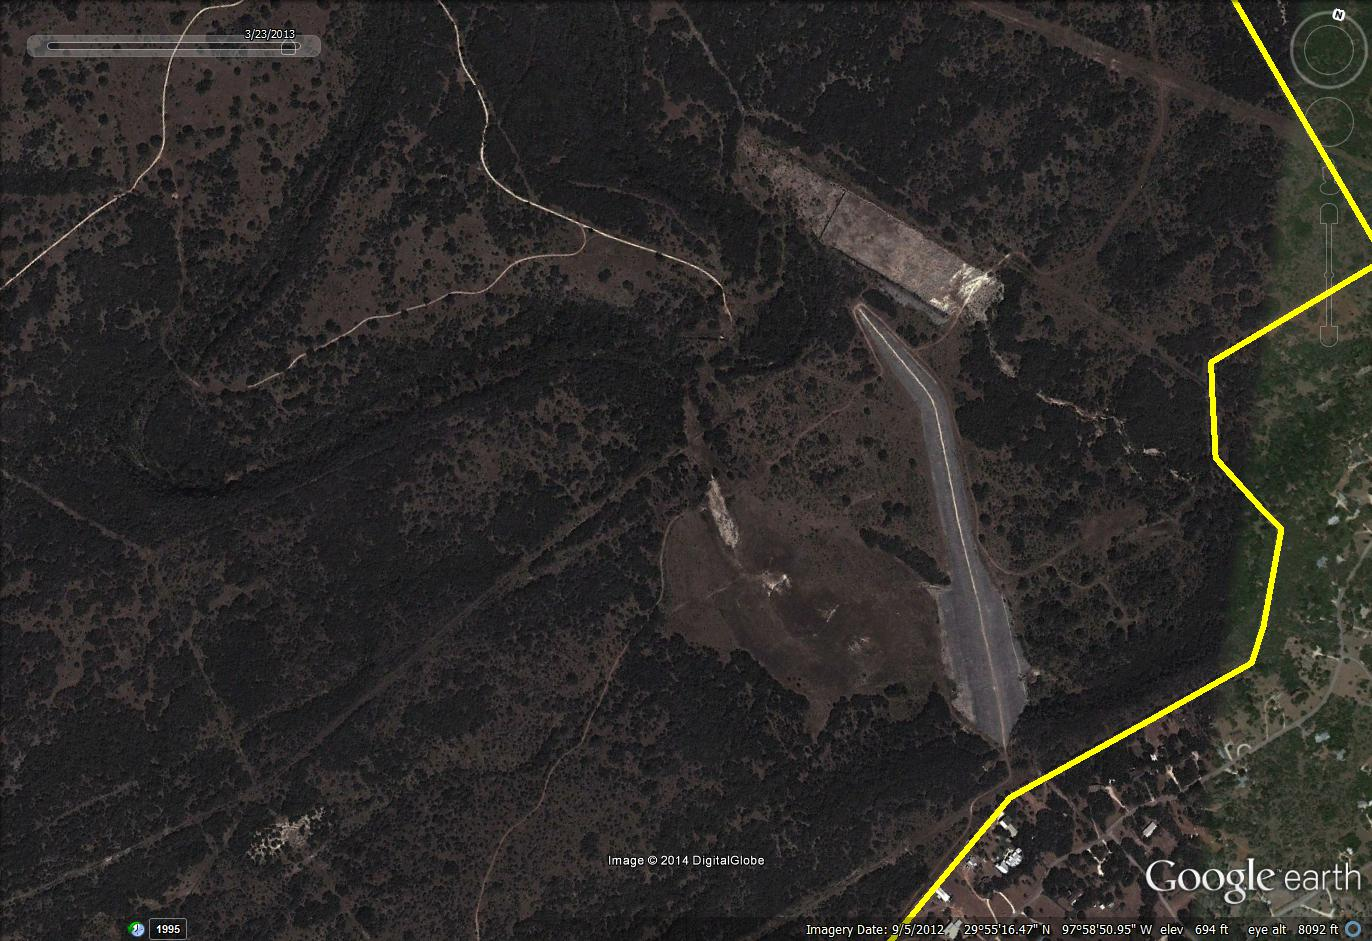 N
3/23/2013
Image © 2014 DigitalGlobe
Google earth
1995
Imagery Date: 9/5/2012 29°55'16.47" N 97°58'50.95" W elev 694 ft eye alt 8092 ft